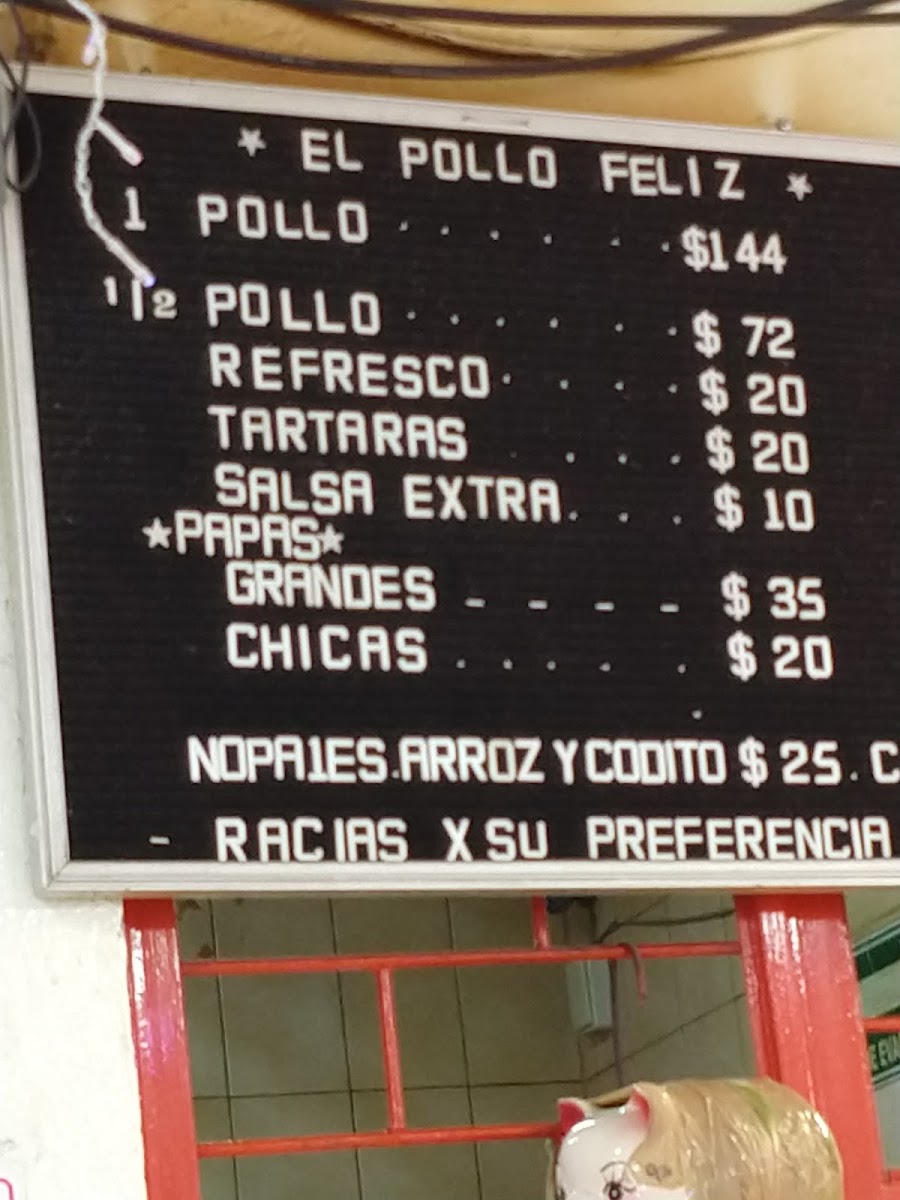 ★ EL POLLO FELIZ ★
1 POLLO . . . . . . $144
1/2 POLLO . . . . . . $ 72
REFRESCO . . . . $ 20
TARTARAS . . . . $ 20
SALSA EXTRA . . . $ 10
★PAPAS★
GRANDES _ _ _ _ $ 35
CHICAS . . . . . $ 20
NOPA1ES.ARROZ Y CODITO $ 25. C
- RACIAS X SU PREFERENCIA